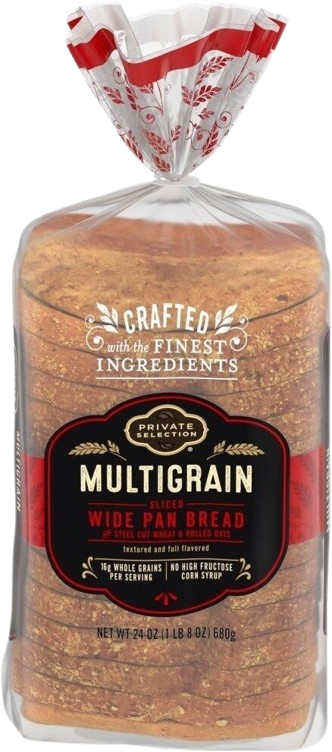 CRAFTED
with the FINEST
INGREDIENTS
PRIVATE
SELECTION®
MULTIGRAIN
SLICED
WIDE PAN BREAD
WITH STEEL CUT WHEAT & ROLLED OATS
textured and full flavored
16g WHOLE GRAINS
PER SERVING
NO HIGH FRUCTOSE
CORN SYRUP
NET WT 24 OZ (1 LB 8 OZ) 680g
MULTIGRAIN